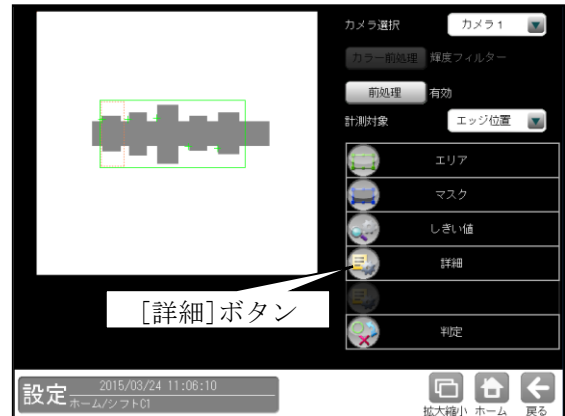 カメラ選択 カメラ1
カラー前処理 輝度フィルター
前処理 有効
計測対象 エッジ位置
エリア
マスク
しきい値
詳細
[詳細]ボタン
判定
設定 2015/03/24 11:06:10
ホーム/シフトC1
拡大縮小 ホーム 戻る